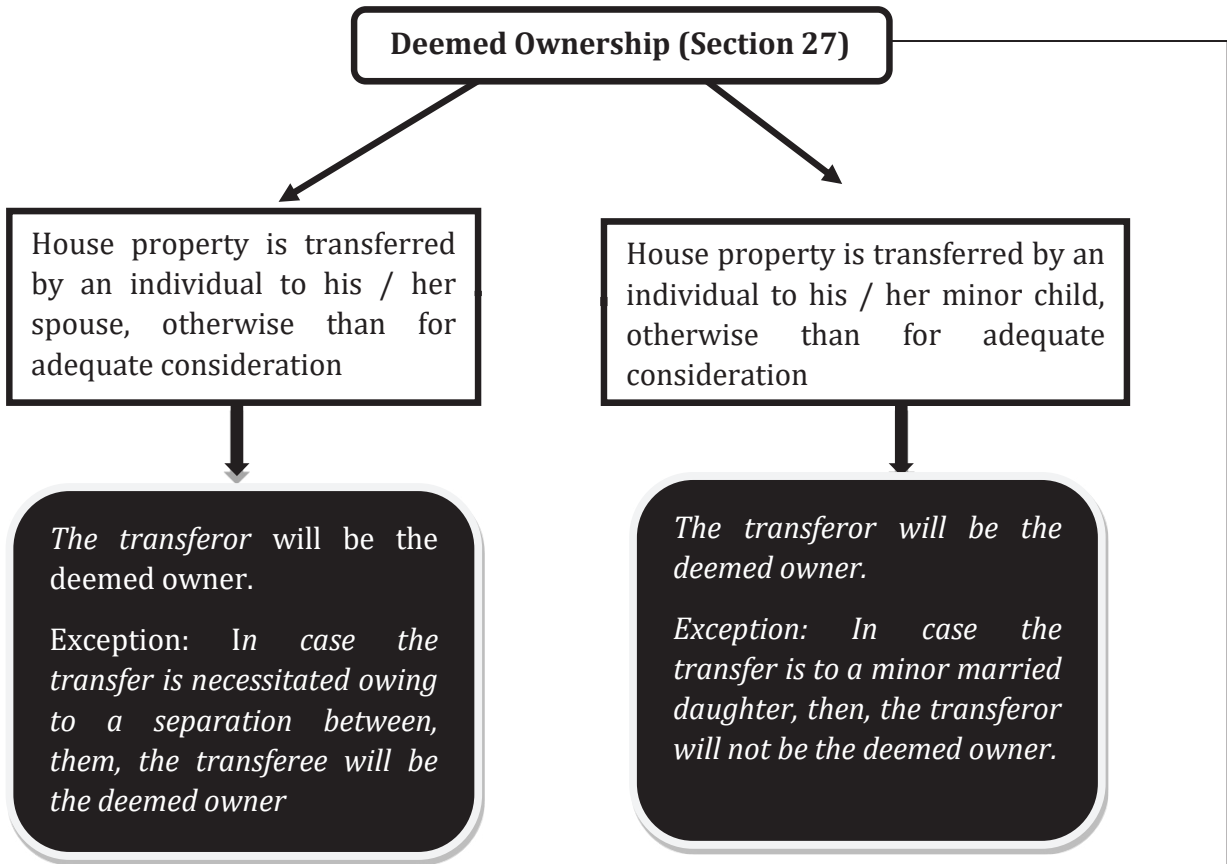 Deemed Ownership (Section 27)
House property is transferred
by an individual to his / her
spouse, otherwise than for
adequate consideration
House property is transferred by an
individual to his / her minor child,
otherwise than for adequate
consideration
The transferor will be the
deemed owner.
Exception: In case the
transfer is necessitated owing
to a separation between,
them, the transferee will be
the deemed owner
The transferor will be the
deemed owner.
Exception: In case the
transfer is to a minor married
daughter, then, the transferor
will not be the deemed owner.